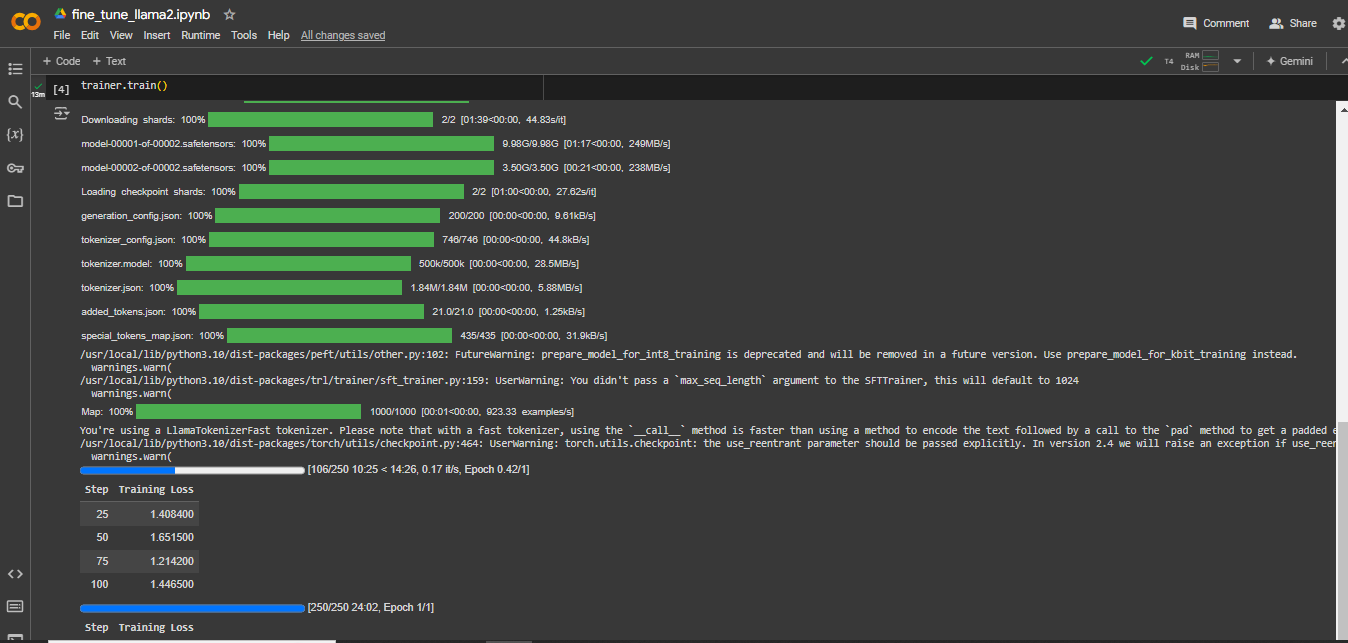 fine_tune_llama2.ipynb
File Edit View Insert Runtime Tools Help All changes saved
Comment Share
+ Code + Text
T4 RAM Disk Gemini
13m [4] trainer.train()
Downloading shards: 100% 2/2 [01:39<00:00, 44.83s/it]
model-00001-of-00002.safetensors: 100% 9.98G/9.98G [01:17<00:00, 249MB/s]
model-00002-of-00002.safetensors: 100% 3.50G/3.50G [00:21<00:00, 238MB/s]
Loading checkpoint shards: 100% 2/2 [01:00<00:00, 27.62s/it]
generation_config.json: 100% 200/200 [00:00<00:00, 9.61kB/s]
tokenizer_config.json: 100% 746/746 [00:00<00:00, 44.8kB/s]
tokenizer.model: 100% 500k/500k [00:00<00:00, 28.5MB/s]
tokenizer.json: 100% 1.84M/1.84M [00:00<00:00, 5.88MB/s]
added_tokens.json: 100% 21.0/21.0 [00:00<00:00, 1.25kB/s]
special_tokens_map.json: 100% 435/435 [00:00<00:00, 31.9kB/s]
/usr/local/lib/python3.10/dist-packages/peft/utils/other.py:102: FutureWarning: prepare_model_for_int8_training is deprecated and will be removed in a future version. Use prepare_model_for_kbit_training instead.
warnings.warn(
/usr/local/lib/python3.10/dist-packages/trl/trainer/sft_trainer.py:159: UserWarning: You didn't pass a `max_seq_length` argument to the SFTTrainer, this will default to 1024
warnings.warn(
Map: 100% 1000/1000 [00:01<00:00, 923.33 examples/s]
You're using a LlamaTokenizerFast tokenizer. Please note that with a fast tokenizer, using the `__call__` method is faster than using a method to encode the text followed by a call to the `pad` method to get a padded e
/usr/local/lib/python3.10/dist-packages/torch/utils/checkpoint.py:464: UserWarning: torch.utils.checkpoint: the use_reentrant parameter should be passed explicitly. In version 2.4 we will raise an exception if use_reen
warnings.warn(
[106/250 10:25 < 14:26, 0.17 it/s, Epoch 0.42/1]
Step Training Loss
25 1.408400
50 1.651500
75 1.214200
100 1.446500
[250/250 24:02, Epoch 1/1]
Step Training Loss